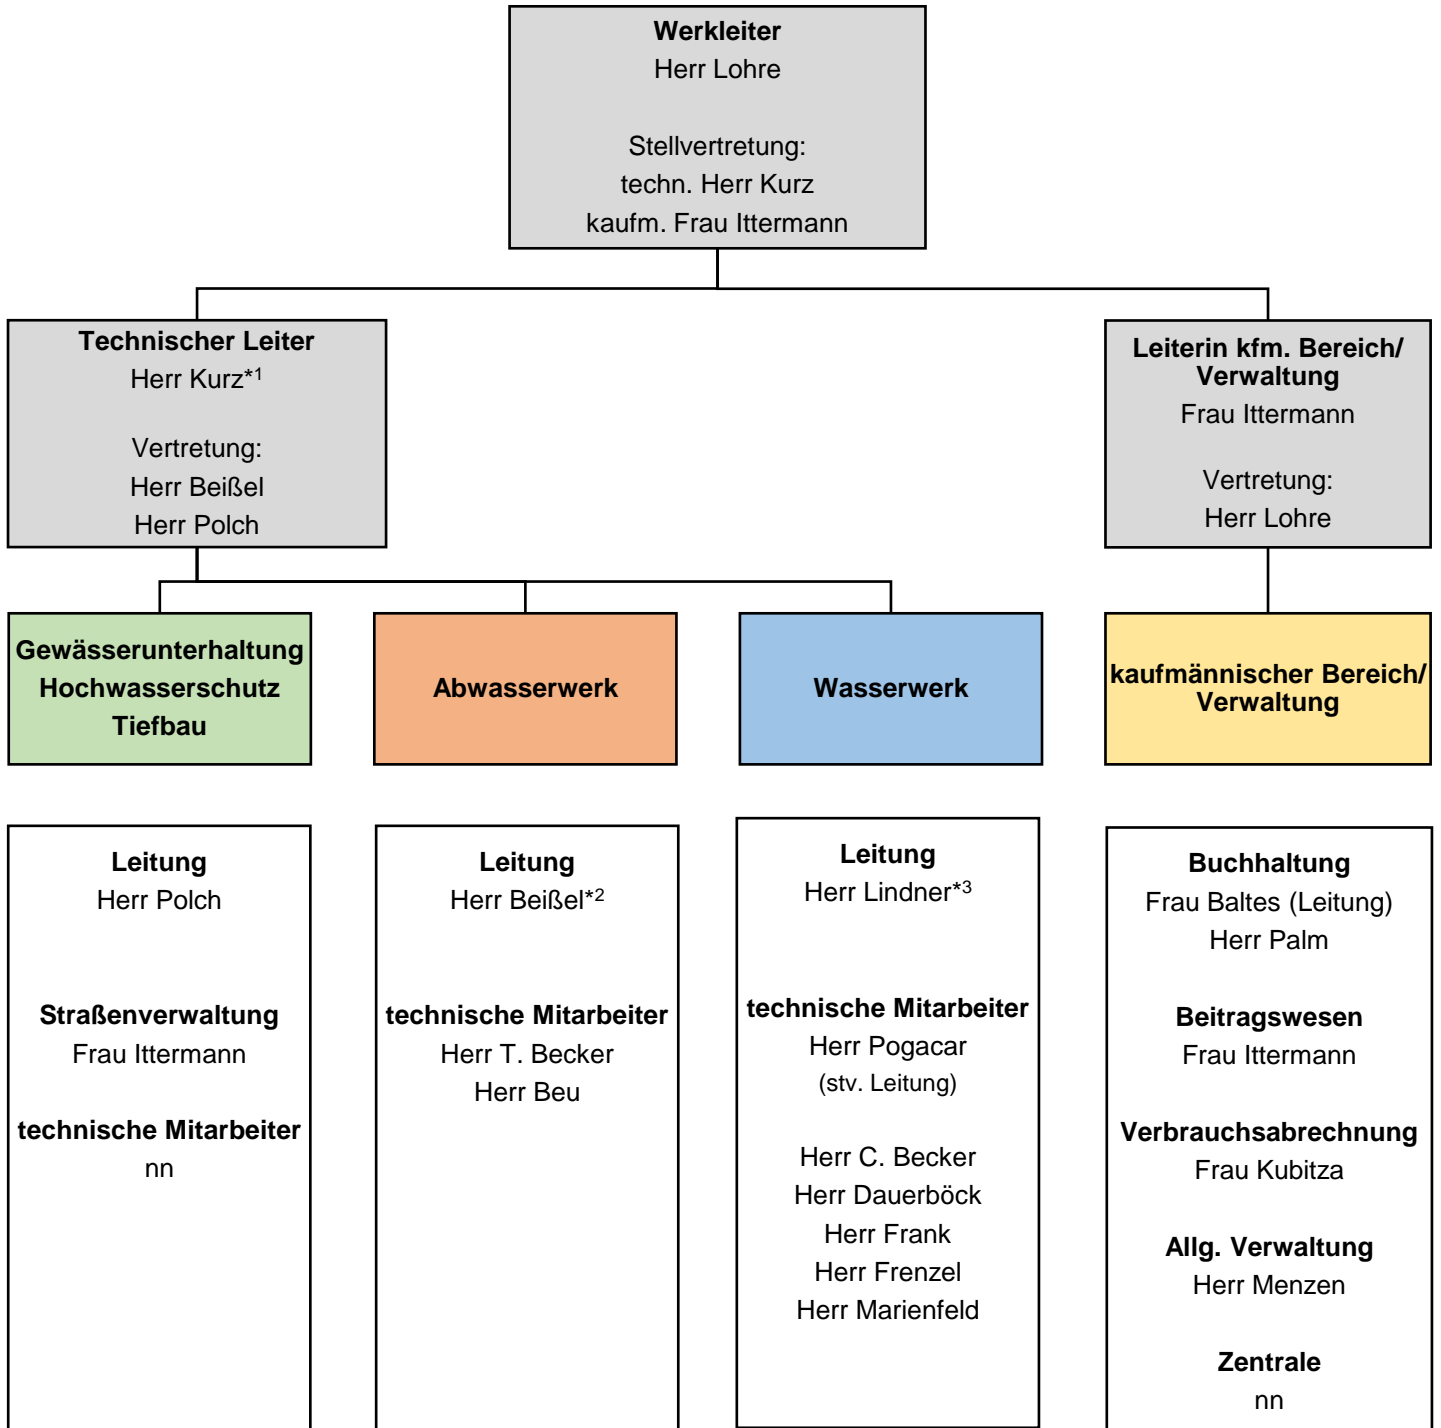 Werkleiter
Herr Lohre
Stellvertretung:
techn. Herr Kurz
kaufm. Frau Ittermann
Technischer Leiter
Herr Kurz*1
Vertretung:
Herr Beißel
Herr Polch
Leiterin kfm. Bereich/
Verwaltung
Frau Ittermann
Vertretung:
Herr Lohre
Gewässerunterhaltung
Hochwasserschutz
Tiefbau
Abwasserwerk
Wasserwerk
kaufmännischer Bereich/
Verwaltung
Leitung
Herr Polch
Straßenverwaltung
Frau Ittermann
technische Mitarbeiter
nn
Leitung
Herr Beißel*2
technische Mitarbeiter
Herr T. Becker
Herr Beu
Leitung
Herr Lindner*3
technische Mitarbeiter
Herr Pogacar
(stv. Leitung)
Herr C. Becker
Herr Dauerböck
Herr Frank
Herr Frenzel
Herr Marienfeld
Buchhaltung
Frau Baltes (Leitung)
Herr Palm
Beitragswesen
Frau Ittermann
Verbrauchsabrechnung
Frau Kubitza
Allg. Verwaltung
Herr Menzen
Zentrale
nn